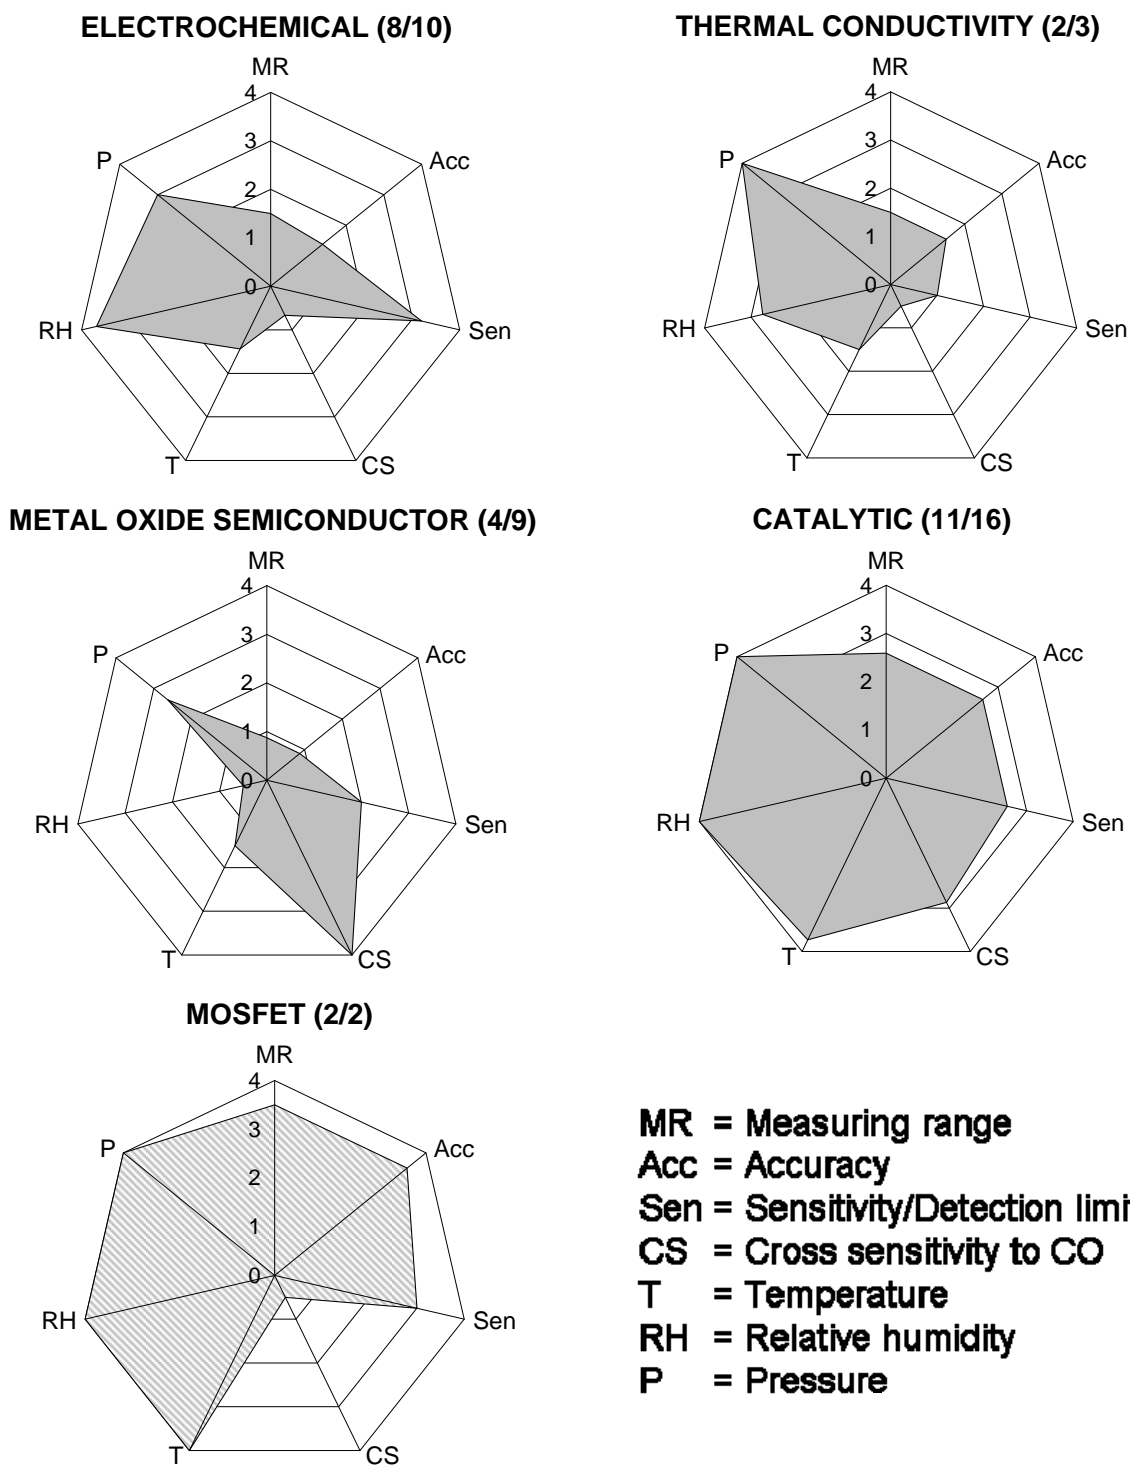 ELECTROCHEMICAL (8/10)
MR
4
3
2
1
0
P
Acc
RH
Sen
T
CS
THERMAL CONDUCTIVITY (2/3)
MR
4
3
2
1
0
P
Acc
RH
Sen
T
CS
METAL OXIDE SEMICONDUCTOR (4/9)
MR
4
3
2
1
0
P
Acc
RH
Sen
T
CS
CATALYTIC (11/16)
MR
4
3
2
1
0
P
Acc
RH
Sen
T
CS
MOSFET (2/2)
MR
4
3
2
1
0
P
Acc
RH
Sen
T
CS
MR = Measuring range
Acc = Accuracy
Sen = Sensitivity/Detection limi
CS = Cross sensitivity to CO
T = Temperature
RH = Relative humidity
P = Pressure